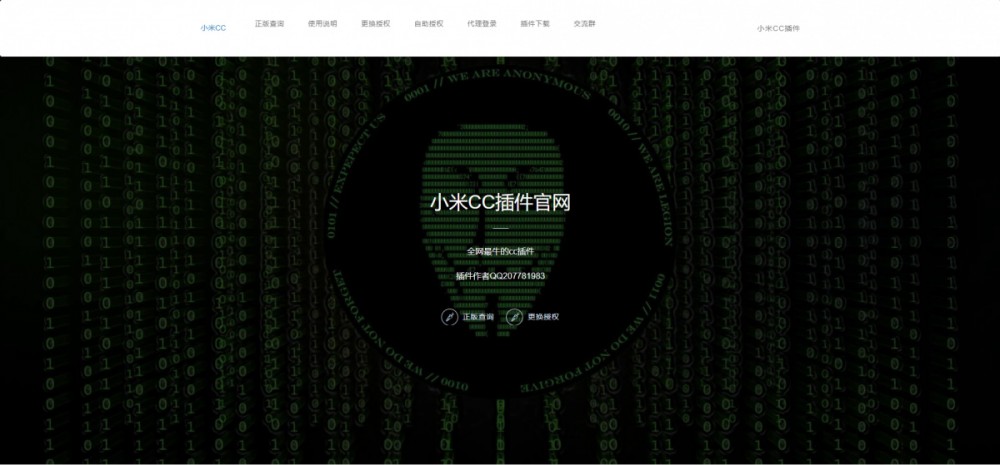 小米CC
正版查询
使用说明
更换授权
自助授权
代理登录
插件下载
交流群
小米CC插件
0001 // WE ARE ANONYMOUS
0010 // WE ARE LEGION
0011 // WE DO NOT FORGIVE
0100 // WE DO NOT FORGET
0101 // EXPEPECT US
小米CC插件官网
全网最牛的cc插件
插件作者QQ207781983
正版查询
更换授权